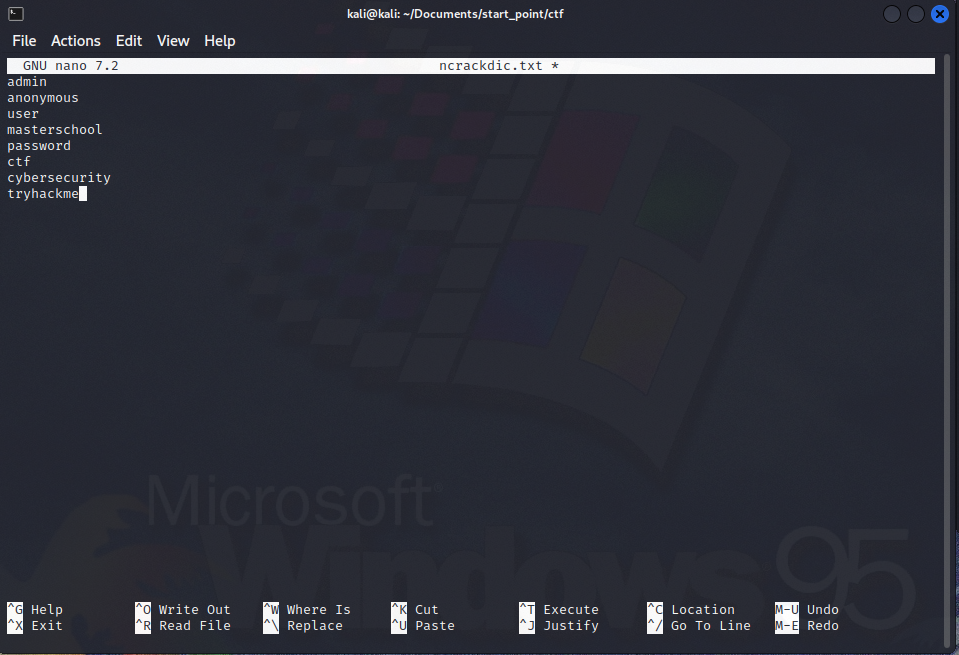 kali@kali: ~/Documents/start_point/ctf
File Actions Edit View Help
GNU nano 7.2 ncrackdic.txt *
admin
anonymous
user
masterschool
password
ctf
cybersecurity
tryhackme
Microsoft
Windows 95
^G Help ^O Write Out ^W Where Is ^K Cut ^T Execute ^C Location M-U Undo
^X Exit ^R Read File ^\ Replace ^U Paste ^J Justify ^/ Go To Line M-E Redo